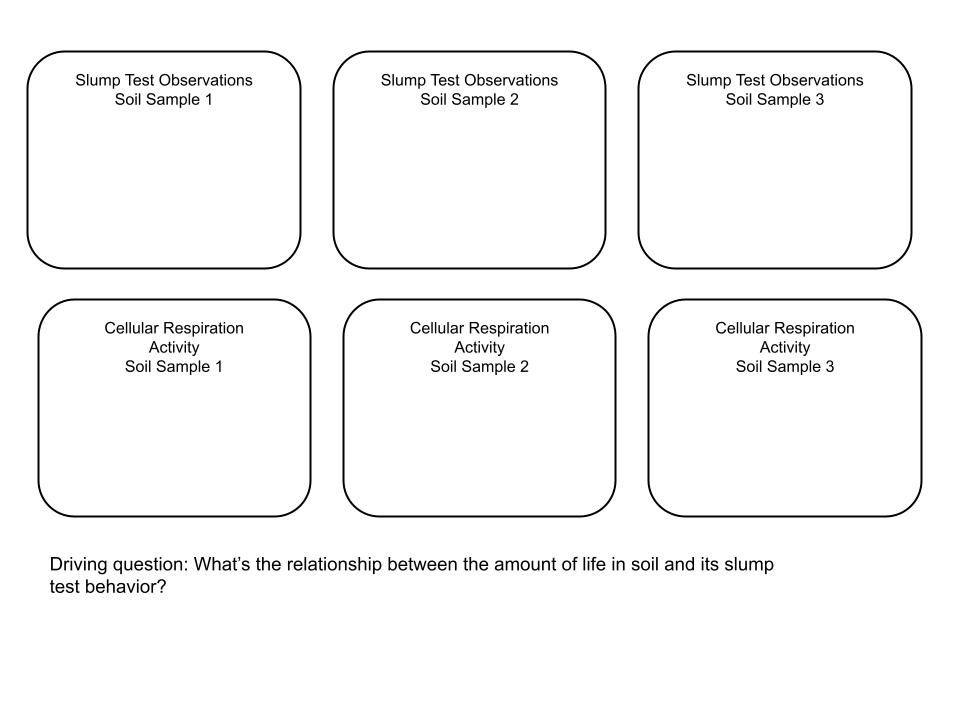 Slump Test Observations
Soil Sample 1
Slump Test Observations
Soil Sample 2
Slump Test Observations
Soil Sample 3
Cellular Respiration
Activity
Soil Sample 1
Cellular Respiration
Activity
Soil Sample 2
Cellular Respiration
Activity
Soil Sample 3
Driving question: What’s the relationship between the amount of life in soil and its slump
test behavior?